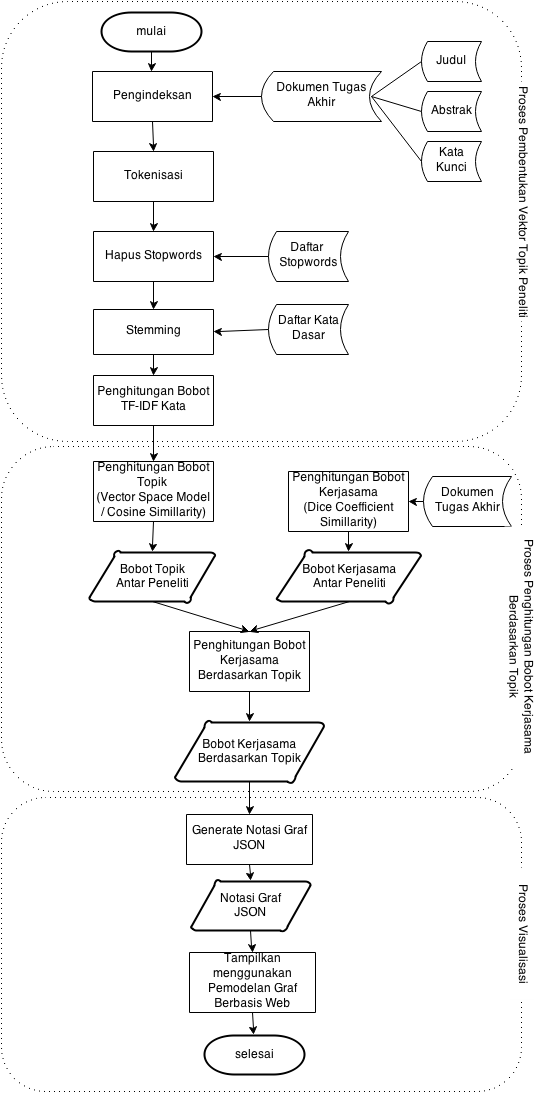 mulai
Pengindeksan
Dokumen Tugas
Akhir
Judul
Abstrak
Kata
Kunci
Tokenisasi
Hapus Stopwords
Daftar
Stopwords
Stemming
Daftar Kata
Dasar
Penghitungan Bobot
TF-IDF Kata
Proses Pembentukan Vektor Topik Peneliti
Penghitungan Bobot
Topik
(Vector Space Model
/ Cosine Simillarity)
Penghitungan Bobot
Kerjasama
(Dice Coefficient
Simillarity)
Dokumen
Tugas Akhir
Bobot Topik
Antar Peneliti
Bobot Kerjasama
Antar Peneliti
Penghitungan Bobot
Kerjasama
Berdasarkan Topik
Bobot Kerjasama
Berdasarkan Topik
Proses Penghitungan Bobot Kerjasama
Berdasarkan Topik
Generate Notasi Graf
JSON
Notasi Graf
JSON
Tampilkan
menggunakan
Pemodelan Graf
Berbasis Web
selesai
Proses Visualisasi